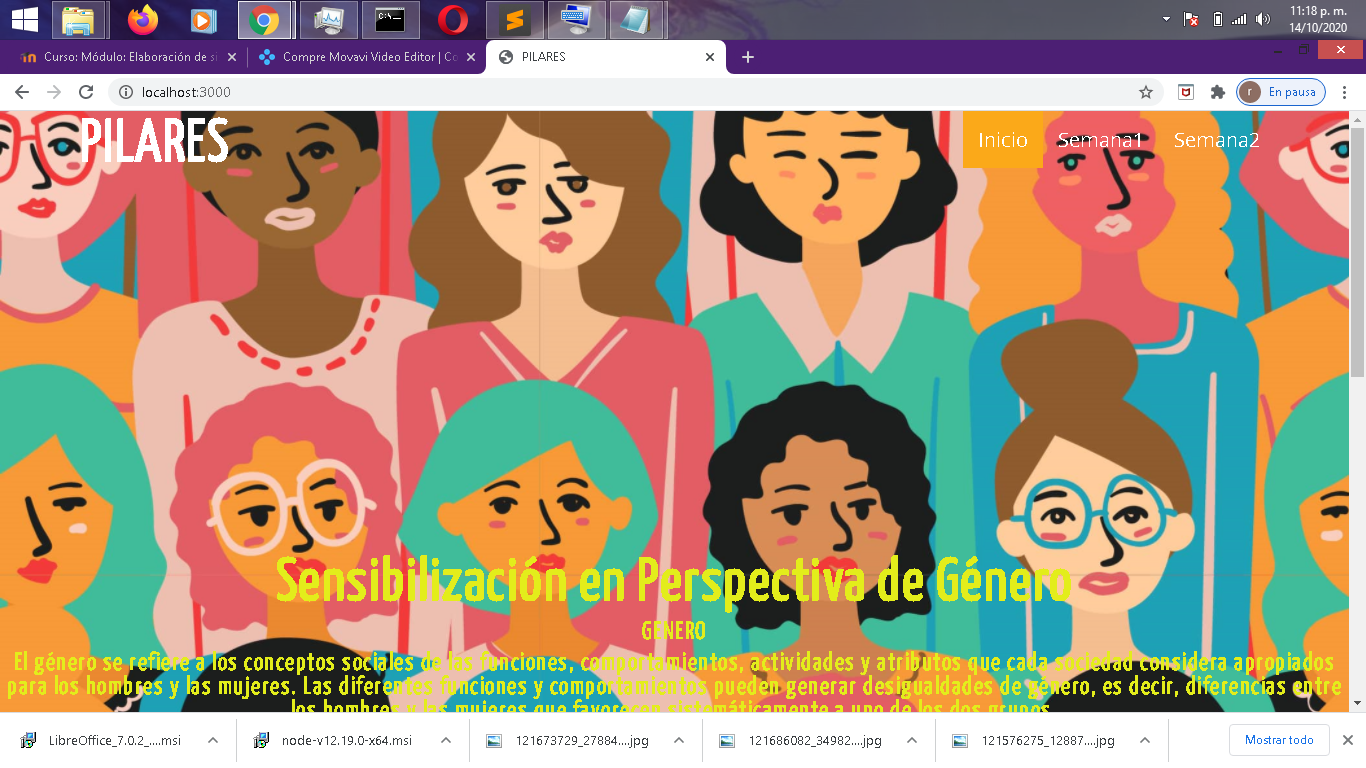 11:18 p. m.
14/10/2020
Curso: Módulo: Elaboración de si
Compre Movavi Video Editor | Co
PILARES
localhost:3000
r
En pausa
PILARES
Inicio
Semana1
Semana2
Sensibilización en Perspectiva de Género
GENERO
El género se refiere a los conceptos sociales de las funciones, comportamientos, actividades y atributos que cada sociedad considera apropiados
para los hombres y las mujeres. Las diferentes funciones y comportamientos pueden generar desigualdades de género, es decir, diferencias entre
los hombres y las mujeres que favorecen sistemáticamente a uno de los dos grupos.
LibreOffice_7.0.2_....msi
node-v12.19.0-x64.msi
121673729_27884....jpg
121686082_34982....jpg
121576275_12887....jpg
Mostrar todo